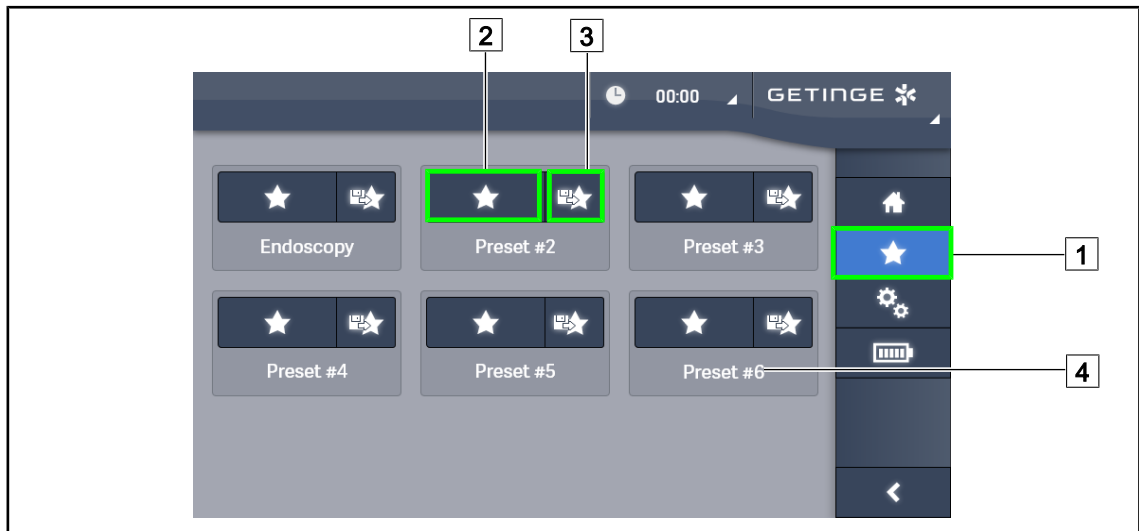 2 3
00:00 GETINGE
Endoscopy Preset #2 Preset #3
1
Preset #4 Preset #5 Preset #6
4